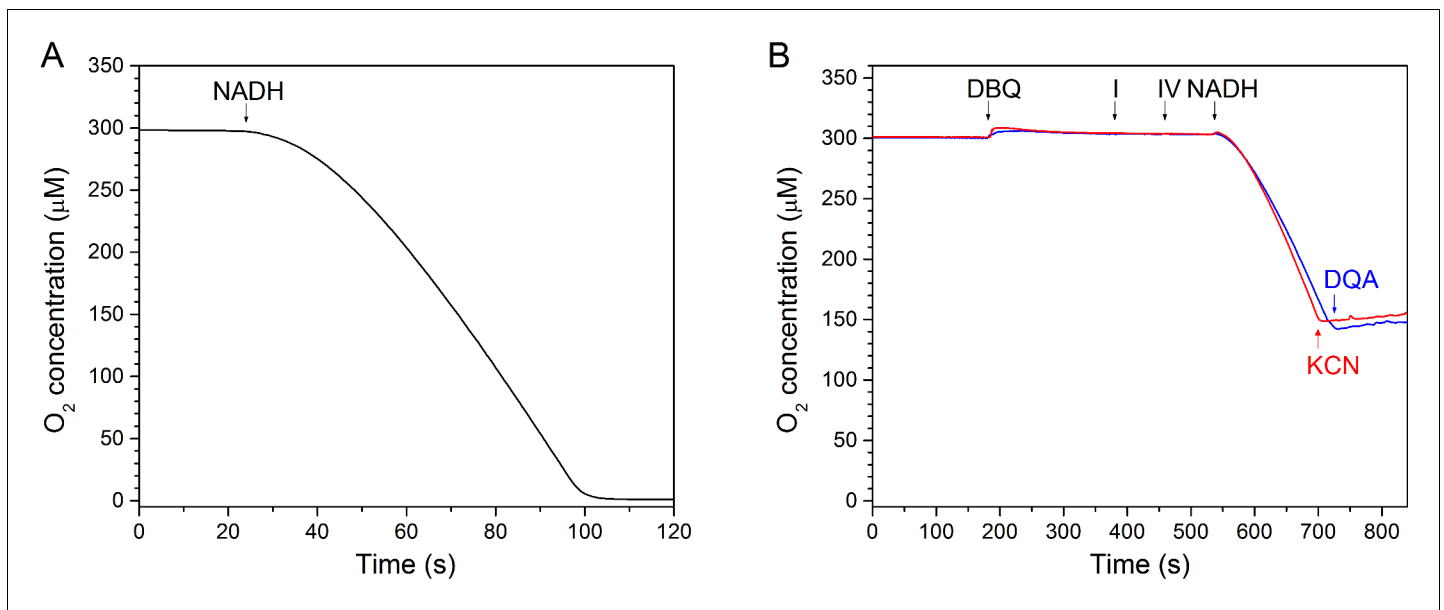 A
350
300
250
200
150
100
50
0
O2 concentration (μM)
NADH
0 20 40 60 80 100 120
Time (s)
B
350
300
250
200
150
100
50
0
O2 concentration (μM)
DBQ I IV NADH
DQA
KCN
0 100 200 300 400 500 600 700 800
Time (s)